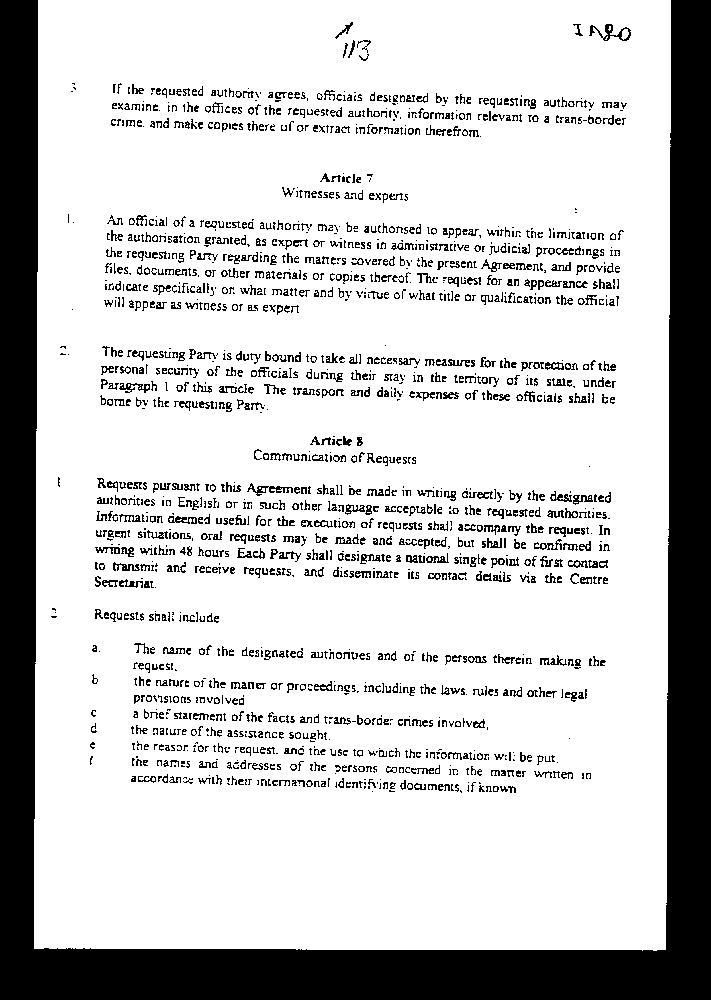 IA80
1
113
3. If the requested authority agrees, officials designated by the requesting authority may
examine, in the offices of the requested authority, information relevant to a trans-border
crime, and make copies there of or extract information therefrom.
Article 7
Witnesses and experts
1. An official of a requested authority may be authorised to appear, within the limitation of
the authorisation granted, as expert or witness in administrative or judicial proceedings in
the requesting Party regarding the matters covered by the present Agreement, and provide
files, documents, or other materials or copies thereof. The request for an appearance shall
indicate specifically on what matter and by virtue of what title or qualification the official
will appear as witness or as expert.
2. The requesting Party is duty bound to take all necessary measures for the protection of the
personal security of the officials during their stay in the territory of its state, under
Paragraph 1 of this article. The transport and daily expenses of these officials shall be
borne by the requesting Party.
Article 8
Communication of Requests
1. Requests pursuant to this Agreement shall be made in writing directly by the designated
authorities in English or in such other language acceptable to the requested authorities.
Information deemed useful for the execution of requests shall accompany the request. In
urgent situations, oral requests may be made and accepted, but shall be confirmed in
writing within 48 hours. Each Party shall designate a national single point of first contact
to transmit and receive requests, and disseminate its contact details via the Centre
Secretariat.
2. Requests shall include:
a. The name of the designated authorities and of the persons therein making the
request.
b the nature of the matter or proceedings, including the laws, rules and other legal
provisions involved
c a brief statement of the facts and trans-border crimes involved,
d the nature of the assistance sought;
e the reason for the request, and the use to which the information will be put.
f. the names and addresses of the persons concerned in the matter written in
accordance with their international identifying documents, if known